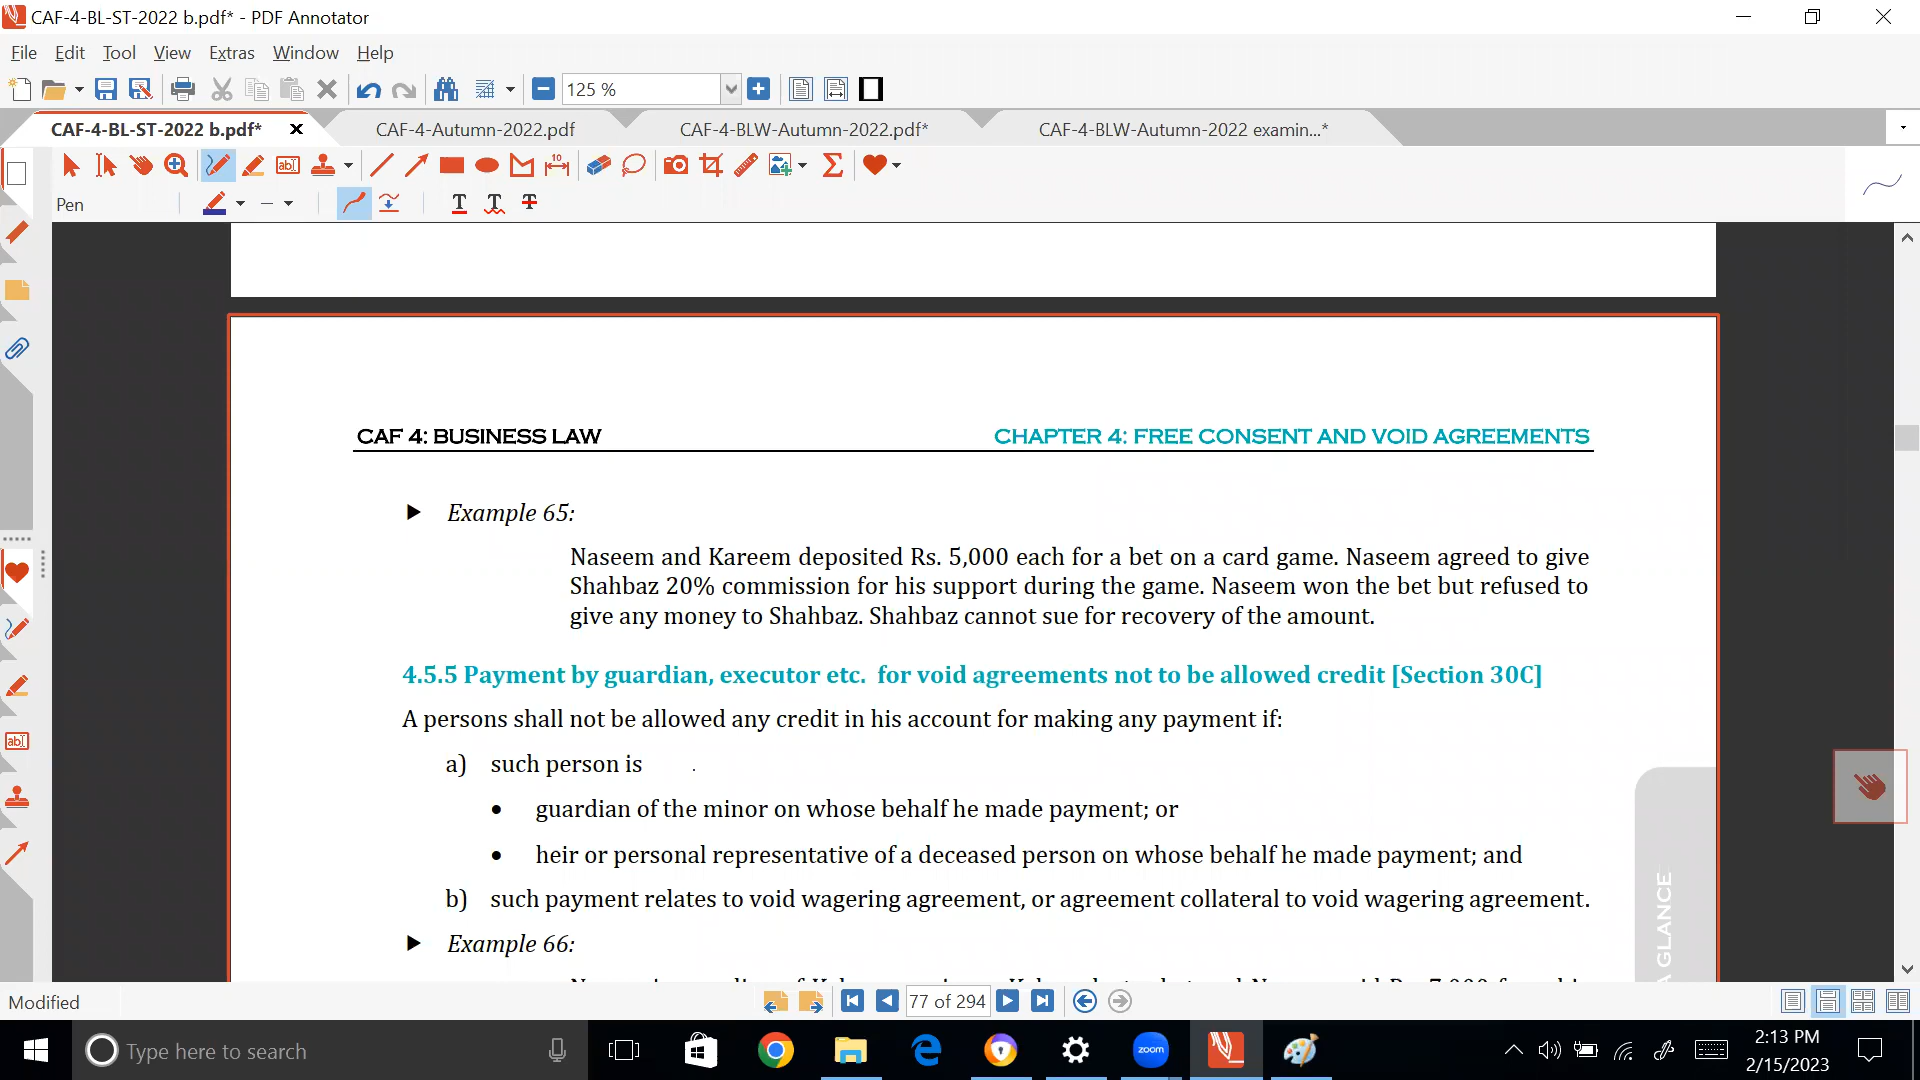 CAF-4-BL-ST-2022 b.pdf* - PDF Annotator
File Edit Tool View Extras Window Help
125 %
CAF-4-BL-ST-2022 b.pdf*
CAF-4-Autumn-2022.pdf
CAF-4-BLW-Autumn-2022.pdf*
CAF-4-BLW-Autumn-2022 examin...*
Pen
CAF 4: BUSINESS LAW
CHAPTER 4: FREE CONSENT AND VOID AGREEMENTS
Example 65:
Naseem and Kareem deposited Rs. 5,000 each for a bet on a card game. Naseem agreed to give
Shahbaz 20% commission for his support during the game. Naseem won the bet but refused to
give any money to Shahbaz. Shahbaz cannot sue for recovery of the amount.
4.5.5 Payment by guardian, executor etc. for void agreements not to be allowed credit [Section 30C]
A persons shall not be allowed any credit in his account for making any payment if:
a) such person is
• guardian of the minor on whose behalf he made payment; or
• heir or personal representative of a deceased person on whose behalf he made payment; and
b) such payment relates to void wagering agreement, or agreement collateral to void wagering agreement.
Example 66:
GLANCE
Modified
77 of 294
Type here to search
zoom
2:13 PM
2/15/2023